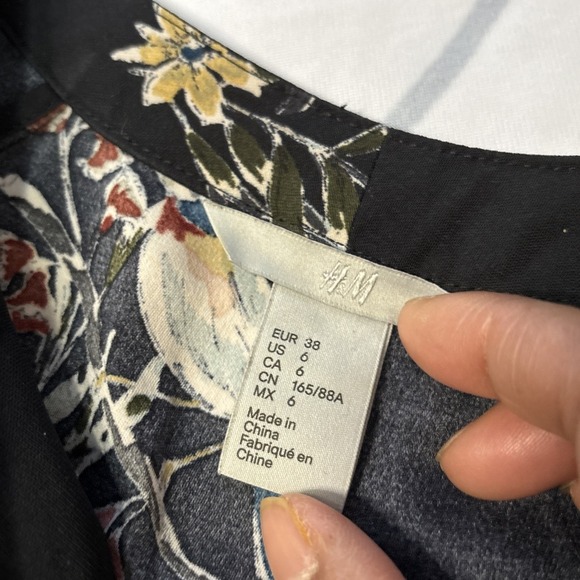 H&M
EUR 38
US 6
CA 6
CN 165/88A
MX 6
Made in
China
Fabriqué en
Chine